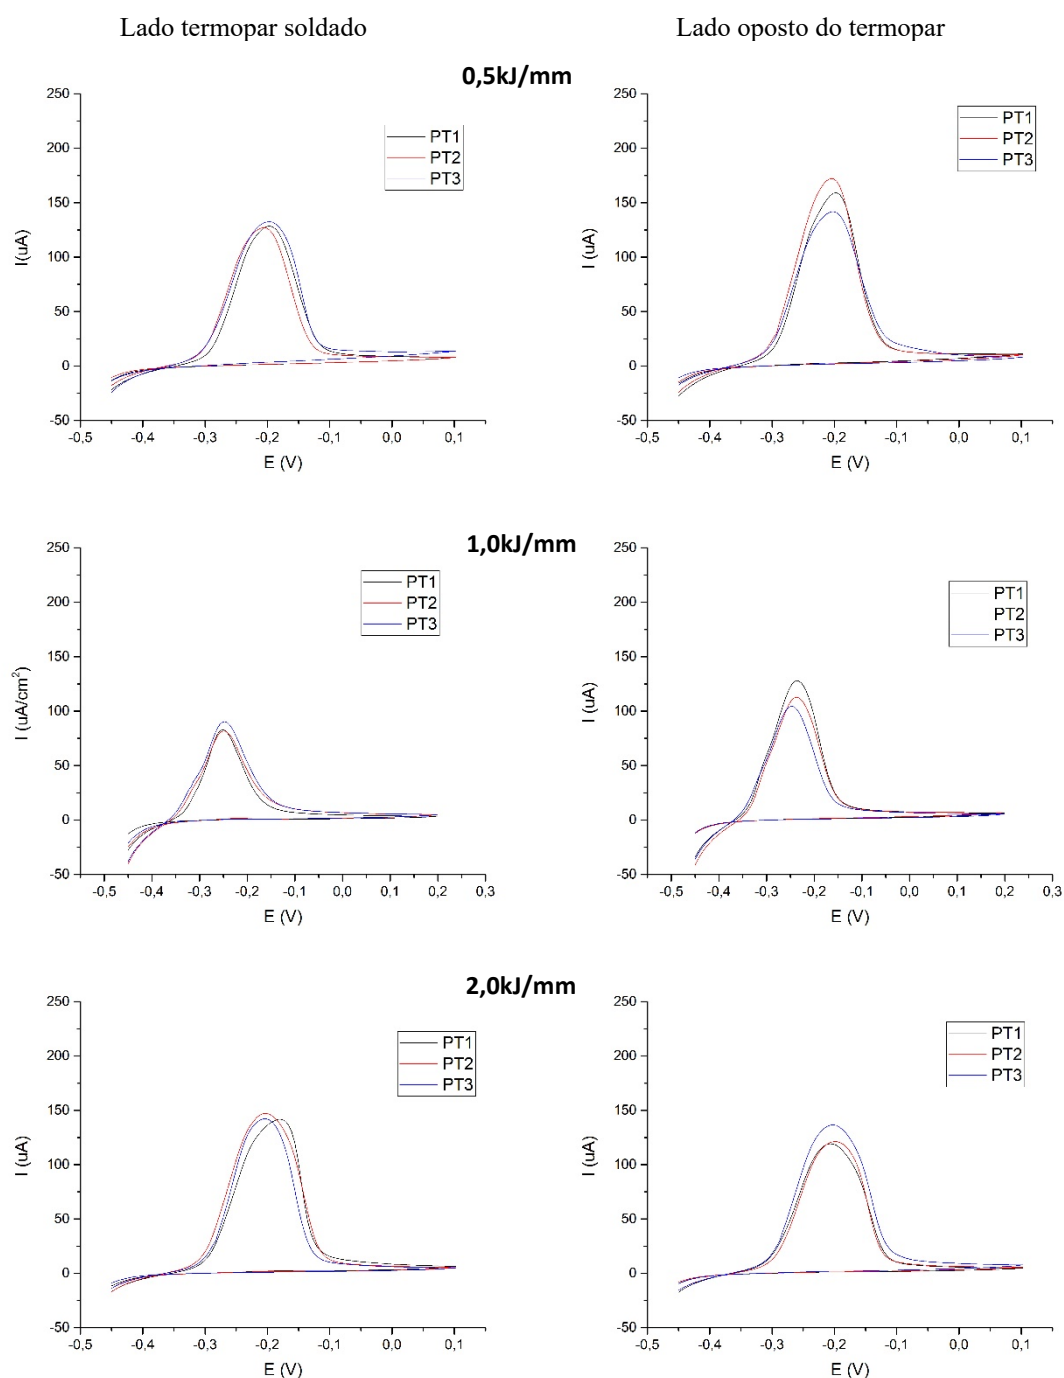 Lado termopar soldado
Lado oposto do termopar
0,5kJ/mm
250
200
150
100
50
0
-50
I(uA)
PT1
PT2
PT3
-0,5 -0,4 -0,3 -0,2 -0,1 0,0 0,1
E (V)
250
200
150
100
50
0
-50
I (uA)
PT1
PT2
PT3
-0,5 -0,4 -0,3 -0,2 -0,1 0,0 0,1
E (V)
1,0kJ/mm
250
200
150
100
50
0
-50
I (uA/cm²)
PT1
PT2
PT3
-0,5 -0,4 -0,3 -0,2 -0,1 0,0 0,1 0,2 0,3
E (V)
250
200
150
100
50
0
-50
I (uA)
PT1
PT2
PT3
-0,5 -0,4 -0,3 -0,2 -0,1 0,0 0,1 0,2 0,3
E (V)
2,0kJ/mm
250
200
150
100
50
0
-50
I (uA)
PT1
PT2
PT3
-0,5 -0,4 -0,3 -0,2 -0,1 0,0 0,1
E (V)
250
200
150
100
50
0
-50
I (uA)
PT1
PT2
PT3
-0,5 -0,4 -0,3 -0,2 -0,1 0,0 0,1
E (V)